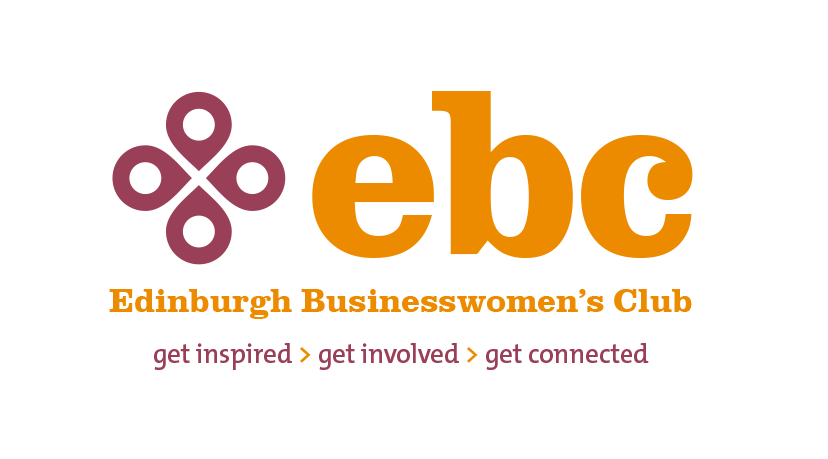 ebc
Edinburgh Businesswomen’s Club
get inspired > get involved > get connected